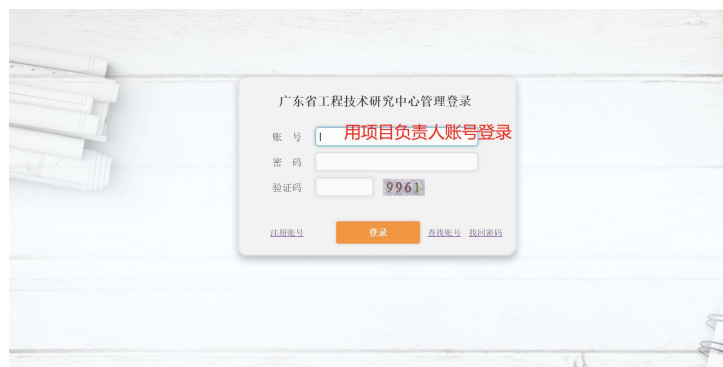 广东省工程技术研究中心管理登录
账 号 用项目负责人账号登录
密 码
验证码 9961
注册账号 登录 查找账号 找回密码